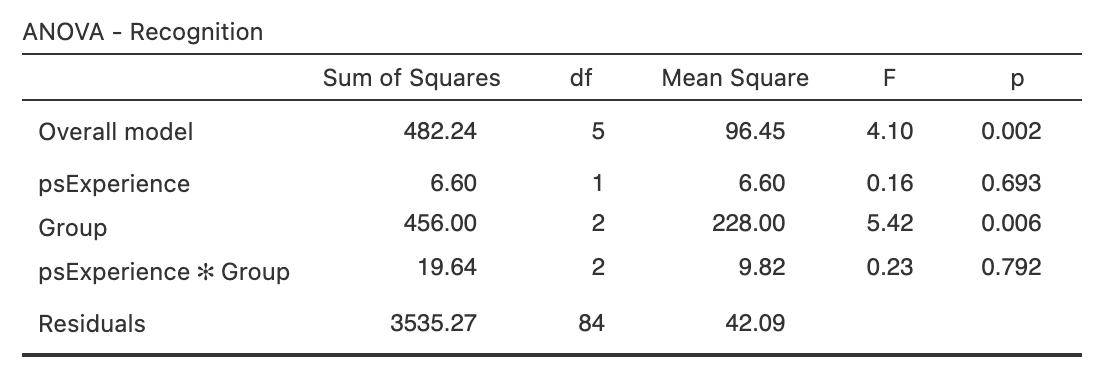 ANOVA - Recognition
Sum of Squares df Mean Square F p
Overall model 482.24 5 96.45 4.10 0.002
psExperience 6.60 1 6.60 0.16 0.693
Group 456.00 2 228.00 5.42 0.006
psExperience ✻ Group 19.64 2 9.82 0.23 0.792
Residuals 3535.27 84 42.09